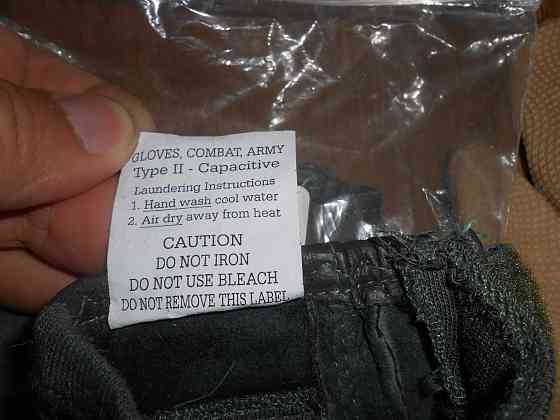 GLOVES, COMBAT, ARMY
Type II - Capacitive
Laundering Instructions
1. Hand wash cool water
2. Air dry away from heat
CAUTION
DO NOT IRON
DO NOT USE BLEACH
DO NOT REMOVE THIS LABEL